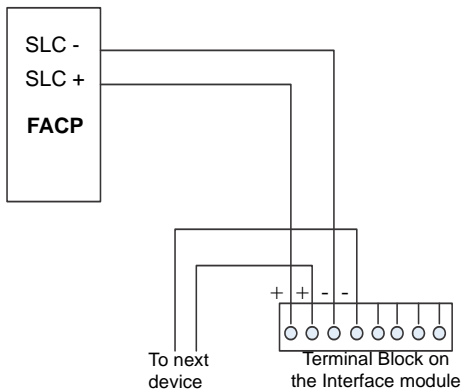 SLC -
SLC +
FACP
+ + - -
To next
device
Terminal Block on
the Interface module